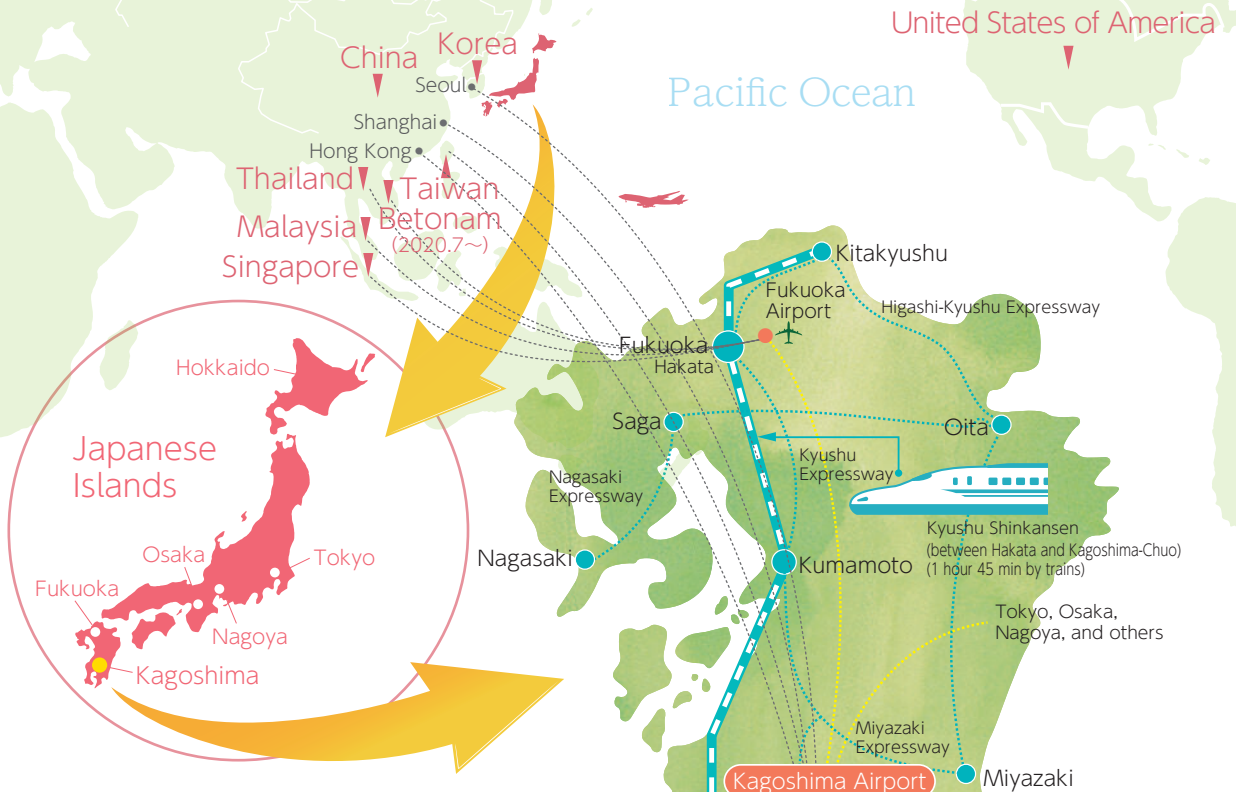 United States of America
Korea
China
Seoul
Pacific Ocean
Shanghai
Hong Kong
Thailand
Taiwan
Betonam
(2020.7～)
Malaysia
Singapore
Kitakyushu
Fukuoka
Airport
Higashi-Kyushu Expressway
Fukuoka
Hakata
Hokkaido
Saga
Oita
Japanese
Islands
Kyushu
Expressway
Nagasaki
Expressway
Kyushu Shinkansen
(between Hakata and Kagoshima-Chuo)
(1 hour 45 min by trains)
Osaka
Tokyo
Nagasaki
Kumamoto
Fukuoka
Nagoya
Tokyo, Osaka,
Nagoya, and others
Kagoshima
Miyazaki
Expressway
Kagoshima Airport
Miyazaki